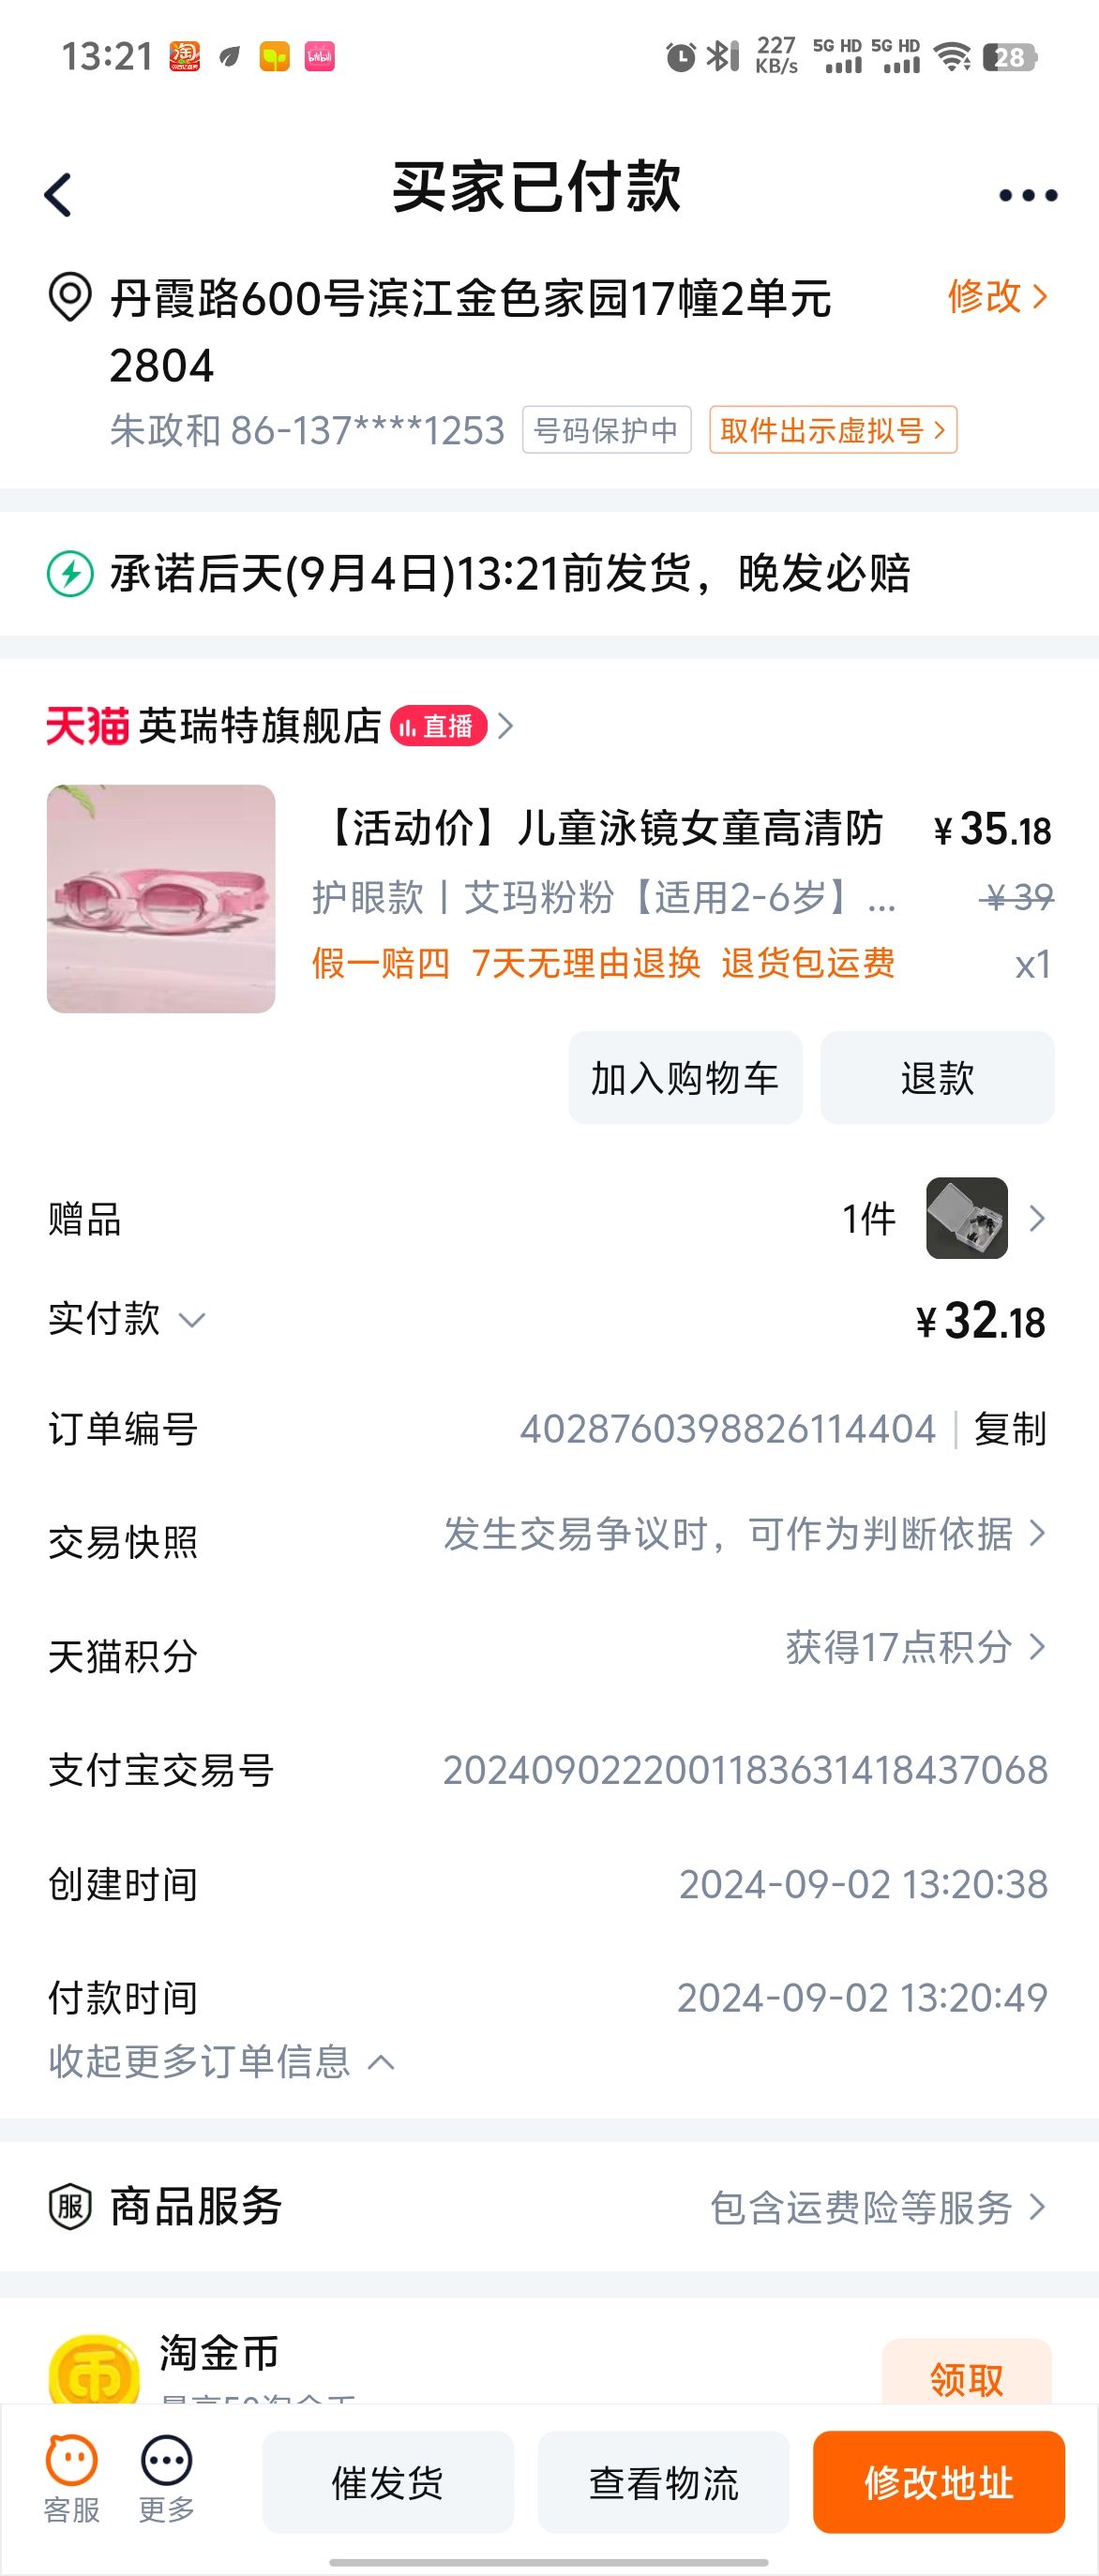 13:21
227 KB/s 5G HD 5G HD 28
买家已付款
丹霞路600号滨江金色家园17幢2单元
2804
修改
朱政和 86-137****1253 号码保护中 取件出示虚拟号
承诺后天(9月4日)13:21前发货，晚发必赔
天猫 英瑞特旗舰店 直播
【活动价】儿童泳镜女童高清防 ¥35.18
护眼款丨艾玛粉粉【适用2-6岁】... ¥39
假一赔四 7天无理由退换 退货包运费 x1
加入购物车 退款
赠品 1件
实付款 ¥32.18
订单编号 4028760398826114404 | 复制
交易快照 发生交易争议时，可作为判断依据
天猫积分 获得17点积分
支付宝交易号 2024090222001183631418437068
创建时间 2024-09-02 13:20:38
付款时间 2024-09-02 13:20:49
收起更多订单信息
服 商品服务 包含运费险等服务
币 淘金币 领取
客服 更多 催发货 查看物流 修改地址